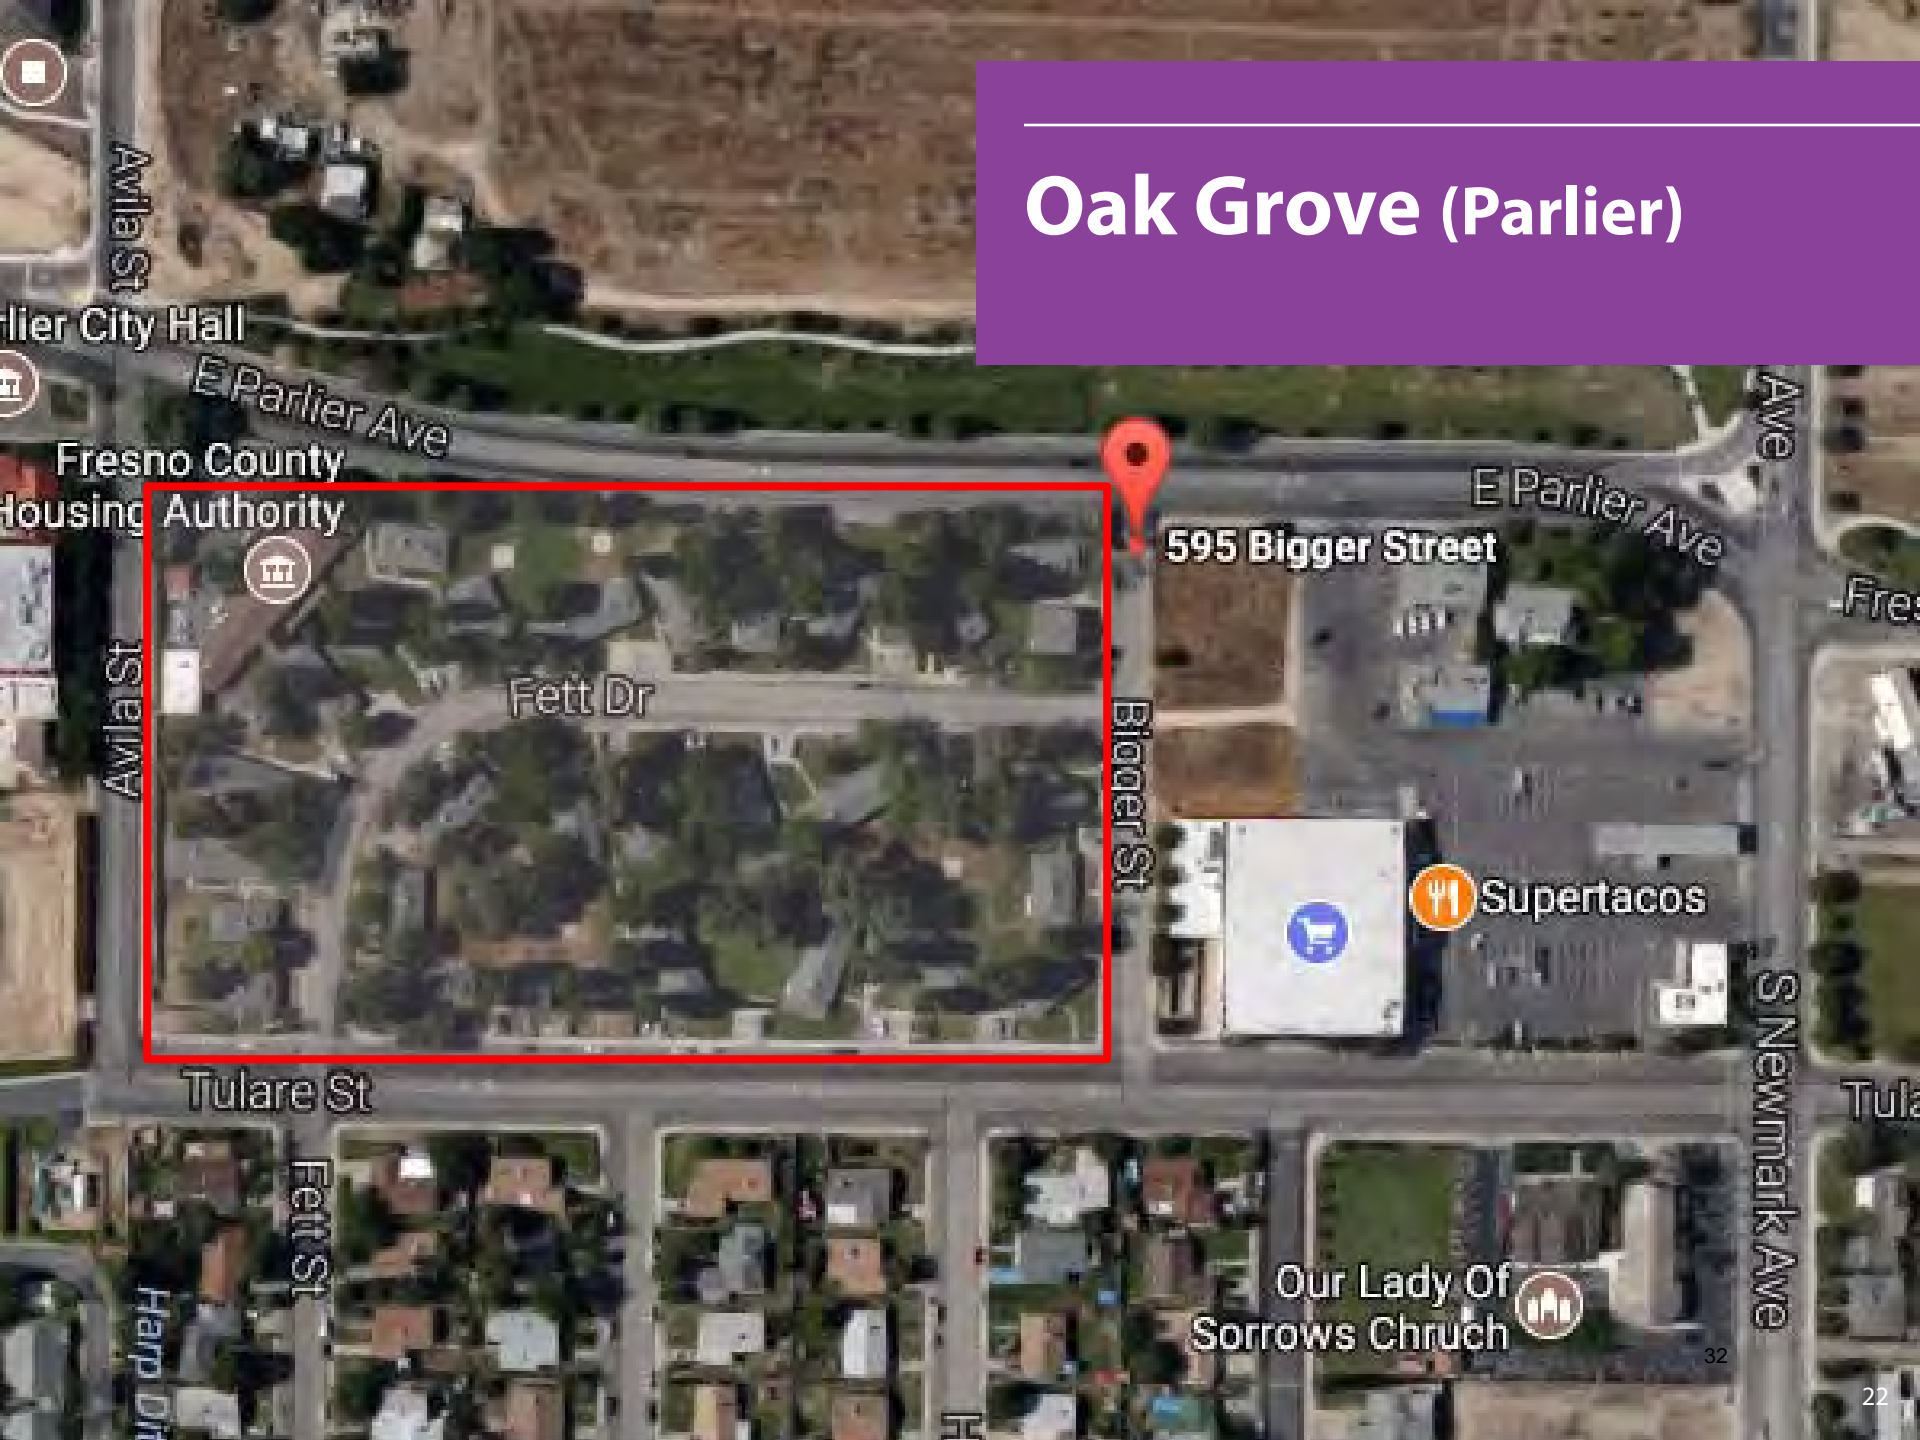 Oak Grove (Parlier)
Avila St
rlier City Hall
E Parlier Ave
Ave
Fresno County
Housing Authority
E Parlier Ave
595 Bigger Street
Fres
Avila St
Fett Dr
Bigger St
Supertacos
Tulare St
S Newmark Ave
Tula
Fett St
Our Lady Of
Sorrows Chruch
Harp Dit
H
32
22